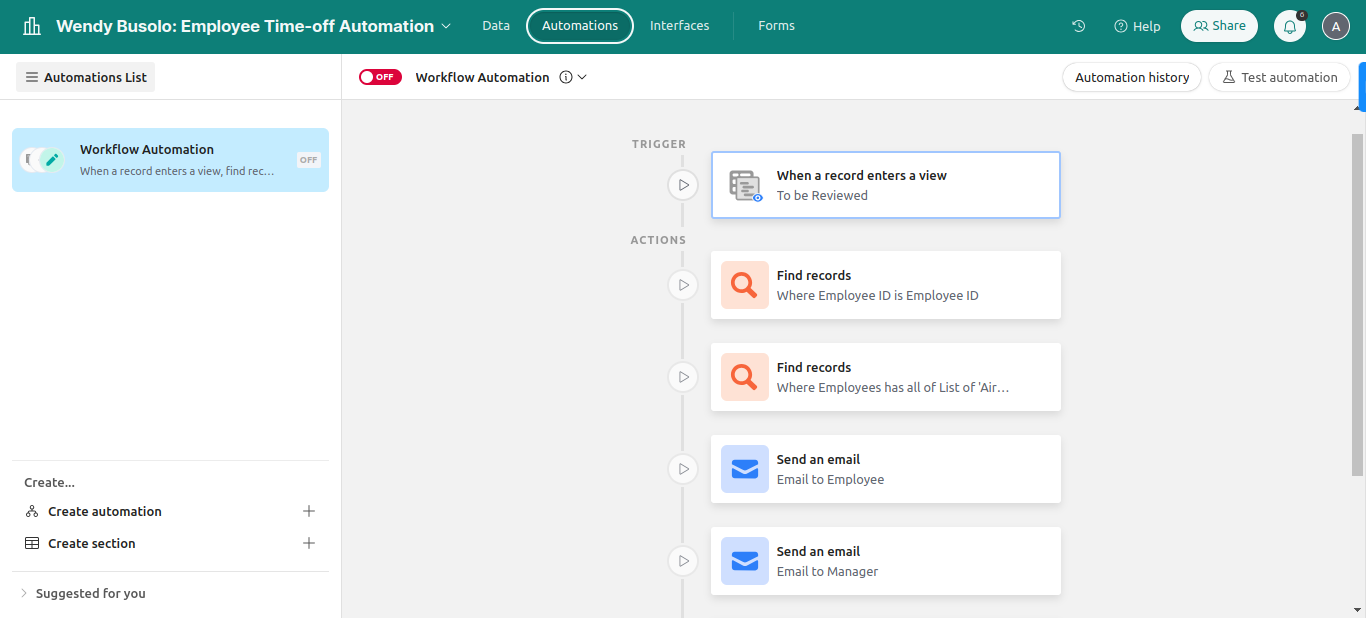 Wendy Busolo: Employee Time-off Automation
Data
Automations
Interfaces
Forms
Help
Share
0
A
Automations List
OFF
Workflow Automation
Automation history
Test automation
Workflow Automation
When a record enters a view, find rec...
OFF
TRIGGER
When a record enters a view
To be Reviewed
ACTIONS
Find records
Where Employee ID is Employee ID
Find records
Where Employees has all of List of 'Air...
Send an email
Email to Employee
Send an email
Email to Manager
Create...
Create automation
Create section
Suggested for you